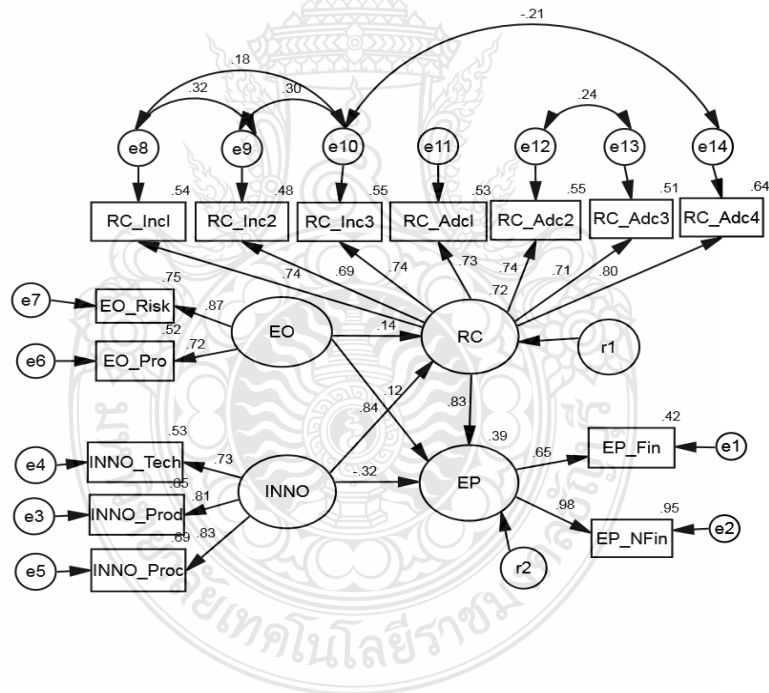 -.21
.18
.32
.30
.24
e8
e9
e10
e11
e12
e13
e14
.54
.48
.55
.53
.55
.51
.64
RC_Incl
RC_Inc2
RC_Inc3
RC_Adcl
RC_Adc2
RC_Adc3
RC_Adc4
.74
.69
.74
.73
.74
.71
.80
.72
.75
e7
EO_Risk
.87
EO
.14
RC
r1
.52
e6
EO_Pro
.72
.12
.84
.83
.53
e4
INNO_Tech
.73
.39
.42
.65
EP_Fin
e1
.65
e3
INNO_Prod
.81
INNO
-.32
EP
.98
.95
EP_NFin
e2
.69
.83
e5
INNO_Proc
r2